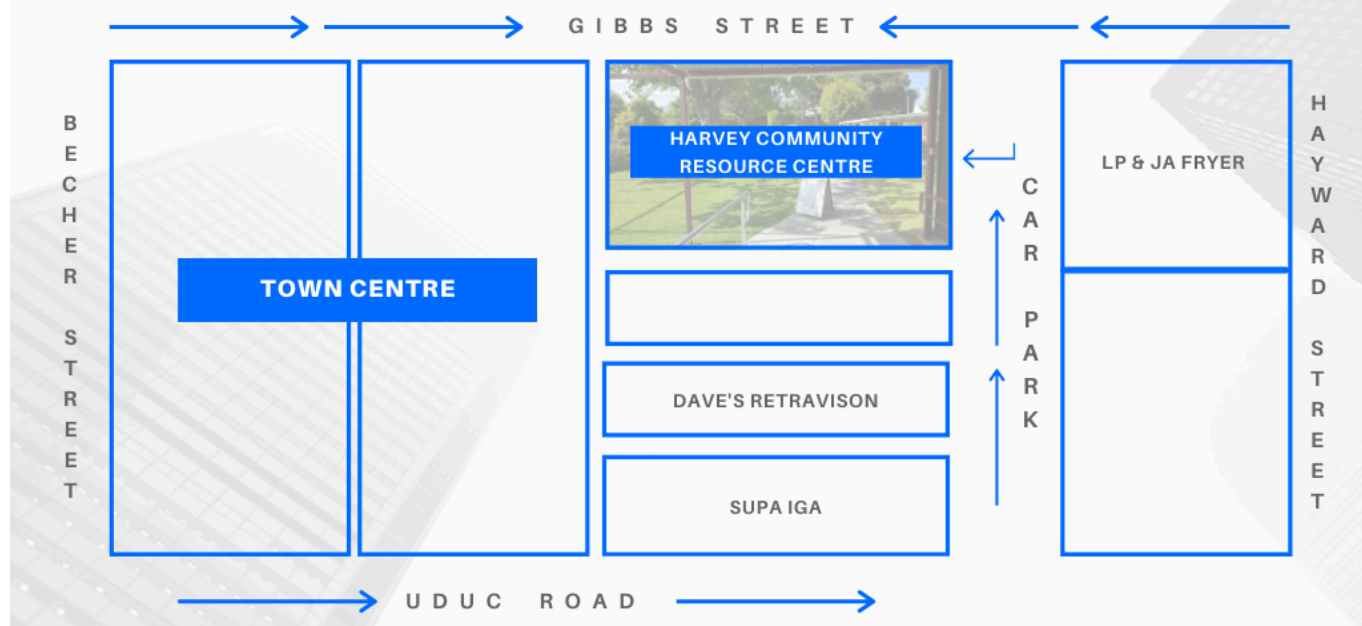 GIBBS STREET
BECHER STREET
HARVEY COMMUNITY
RESOURCE CENTRE
CAR PARK
LP & JA FRYER
HAYWARD STREET
TOWN CENTRE
DAVE'S RETRAVISON
SUPA IGA
UDUC ROAD